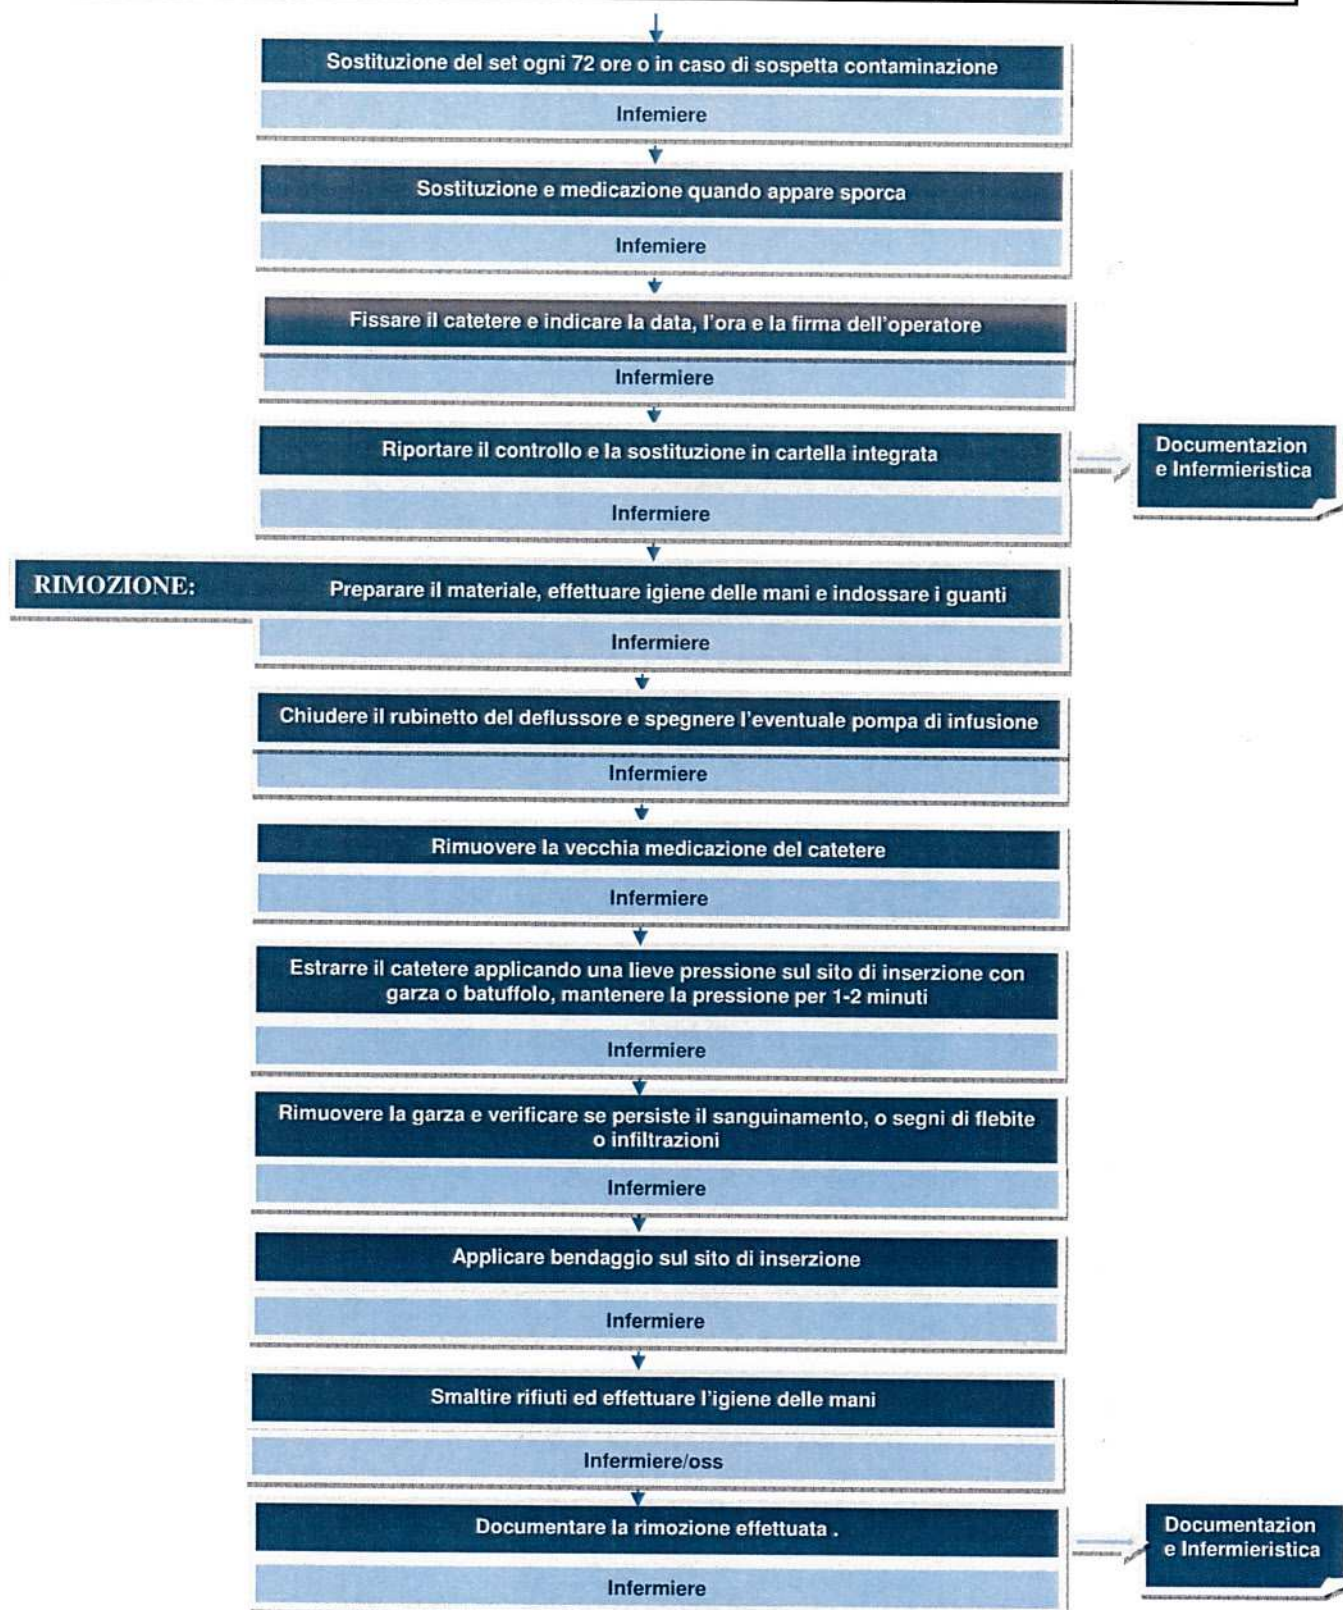 Sostituzione del set ogni 72 ore o in caso di sospetta contaminazione
Infemiere
Sostituzione e medicazione quando appare sporca
Infemiere
Fissare il catetere e indicare la data, l'ora e la firma dell'operatore
Infermiere
Riportare il controllo e la sostituzione in cartella integrata
Documentazion
e Infermieristica
Infermiere
RIMOZIONE:
Preparare il materiale, effettuare igiene delle mani e indossare i guanti
Infermiere
Chiudere il rubinetto del deflussore e spegnere l'eventuale pompa di infusione
Infermiere
Rimuovere la vecchia medicazione del catetere
Infermiere
Estrarre il catetere applicando una lieve pressione sul sito di inserzione con
garza o batuffolo, mantenere la pressione per 1-2 minuti
Infermiere
Rimuovere la garza e verificare se persiste il sanguinamento, o segni di flebite
o infiltrazioni
Infermiere
Applicare bendaggio sul sito di inserzione
Infermiere
Smaltire rifiuti ed effettuare l'igiene delle mani
Infermiere/oss
Documentare la rimozione effettuata .
Documentazion
e Infermieristica
Infermiere